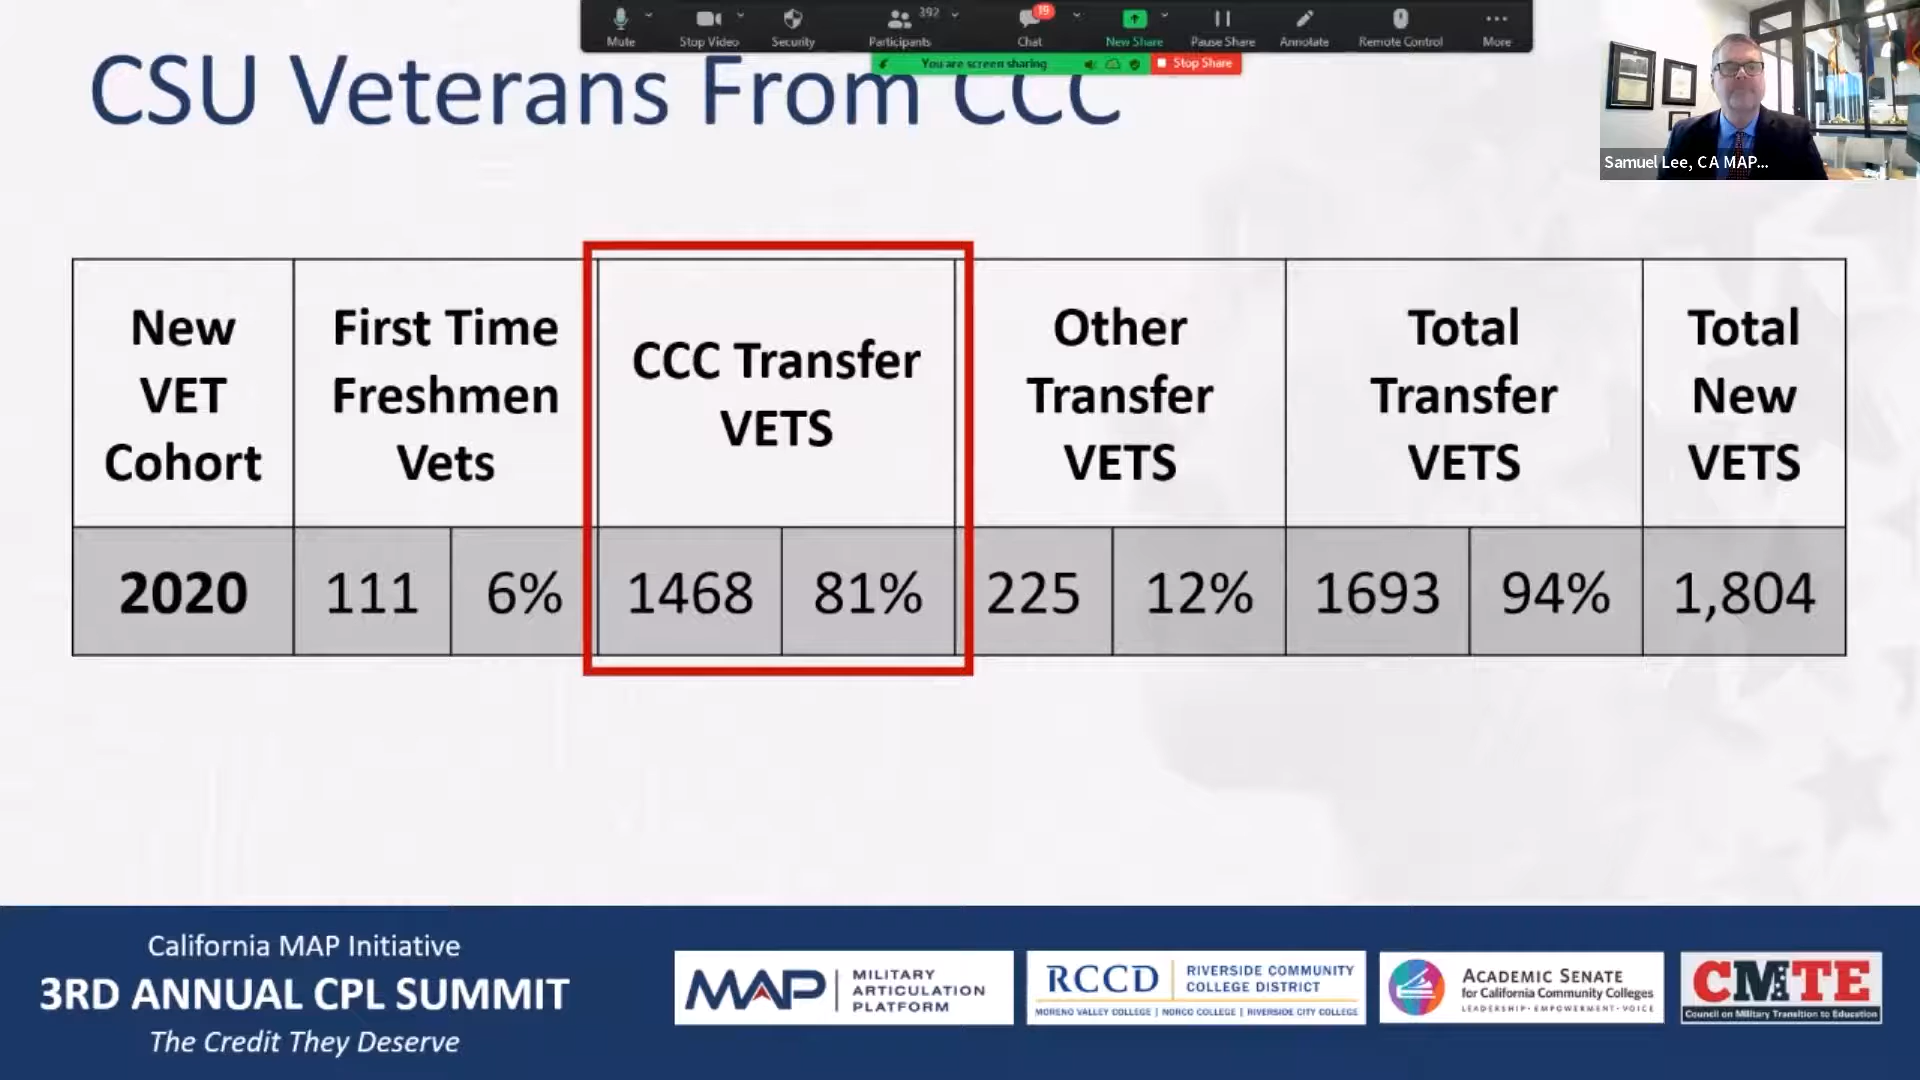 Mute
Stop Video
Security
392
Participants
19
Chat
New Share
Pause Share
Annotate
Remote Control
More
You are screen sharing
Stop Share
CSU Veterans From CCC
Samuel Lee, CA MAP...
New
VET
Cohort
First Time
Freshmen
Vets
CCC Transfer
VETS
Other
Transfer
VETS
Total
Transfer
VETS
Total
New
VETS
2020 111 6% 1468 81% 225 12% 1693 94% 1,804
California MAP Initiative
3RD ANNUAL CPL SUMMIT
The Credit They Deserve
MAP
MILITARY
ARTICULATION
PLATFORM
RCCD
RIVERSIDE COMMUNITY
COLLEGE DISTRICT
MORENO VALLEY COLLEGE | NORCO COLLEGE | RIVERSIDE CITY COLLEGE
ACADEMIC SENATE
for California Community Colleges
LEADERSHIP · EMPOWERMENT · VOICE
CMTE
Council on Military Transition to Education